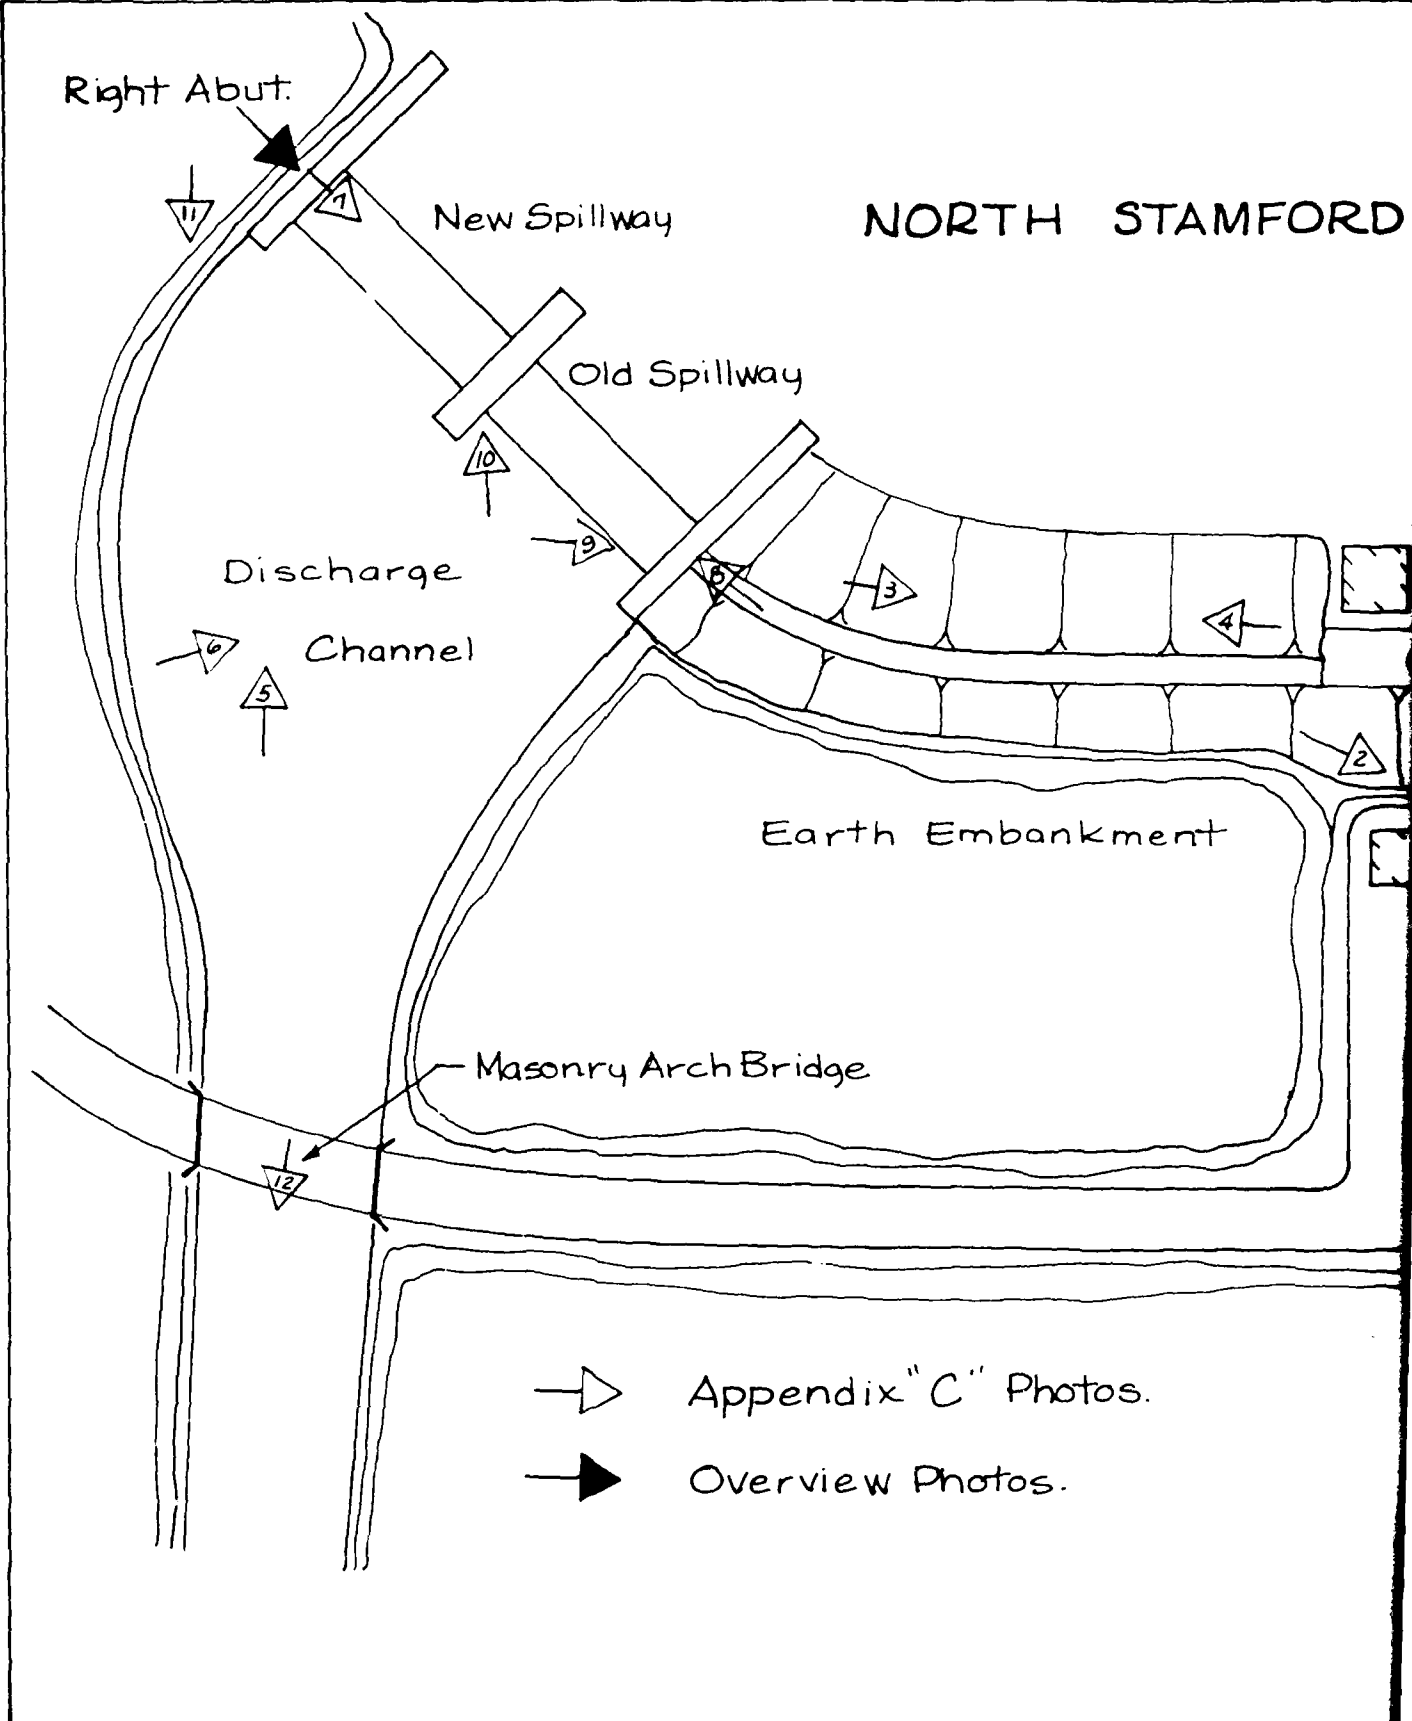 Right Abut.
11
7
New Spillway
NORTH STAMFORD
Old Spillway
10
9
8
3
4
Discharge
Channel
6
5
2
Earth Embankment
Masonry Arch Bridge
12
Appendix "C" Photos.
Overview Photos.